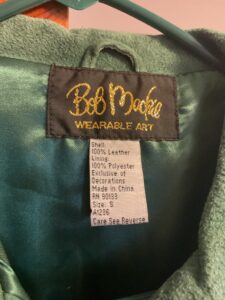 Bob Mackie
WEARABLE ART
Shell:
100% Leather
Lining:
100% Polyester
Exclusive of
Decorations
Made in China
RN 90133
Size: S
A1236
Care See Reverse